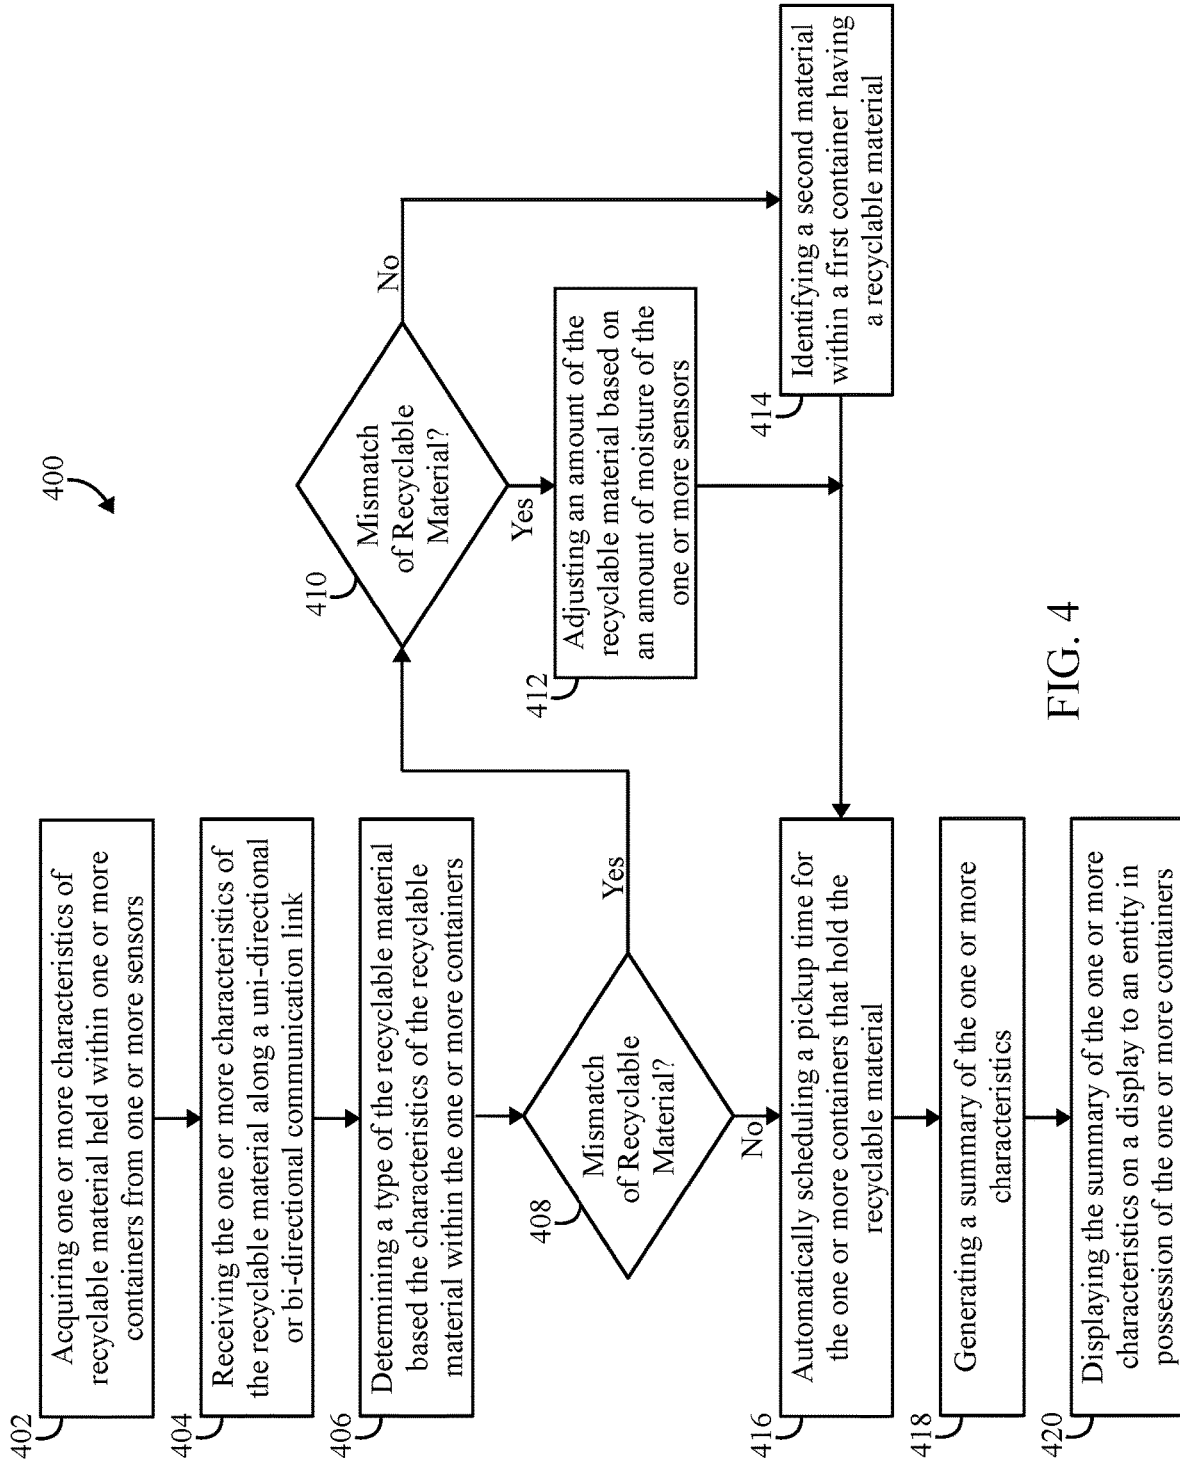 400
402
Acquiring one or more characteristics of
recyclable material held within one or more
containers from one or more sensors
404
Receiving the one or more characteristics of
the recyclable material along a uni-directional
or bi-directional communication link
406
Determining a type of the recyclable material
based the characteristics of the recyclable
material within the one or more containers
408
Mismatch
of Recyclable
Material?
Yes
No
410
Mismatch
of Recyclable
Material?
No
Yes
412
Adjusting an amount of the
recyclable material based on
an amount of moisture of the
one or more sensors
414
Identifying a second material
within a first container having
a recyclable material
416
Automatically scheduling a pickup time for
the one or more containers that hold the
recyclable material
418
Generating a summary of the one or more
characteristics
420
Displaying the summary of the one or more
characteristics on a display to an entity in
possession of the one or more containers
FIG. 4